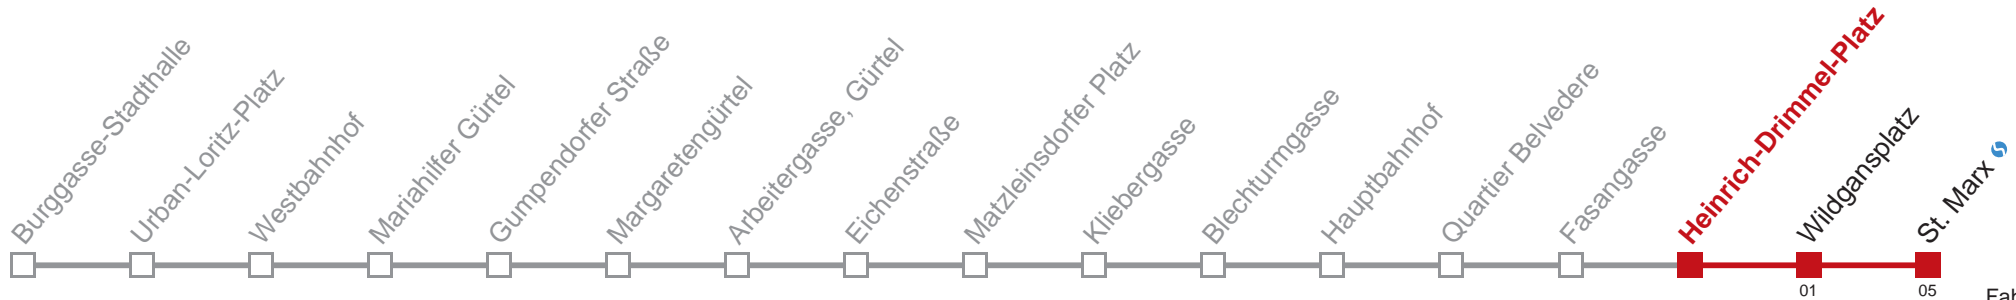 Burggasse-Stadthalle
Urban-Loritz-Platz
Westbahnhof
Mariahilfer Gürtel
Gumpendorfer Straße
Margaretengürtel
Arbeitergasse, Gürtel
Eichenstraße
Matzleinsdorfer Platz
Kliebergasse
Blechturmgasse
Hauptbahnhof
Quartier Belvedere
Fasangasse
Heinrich-Drimmel-Platz
Wildgansplatz
St. Marx
01
05